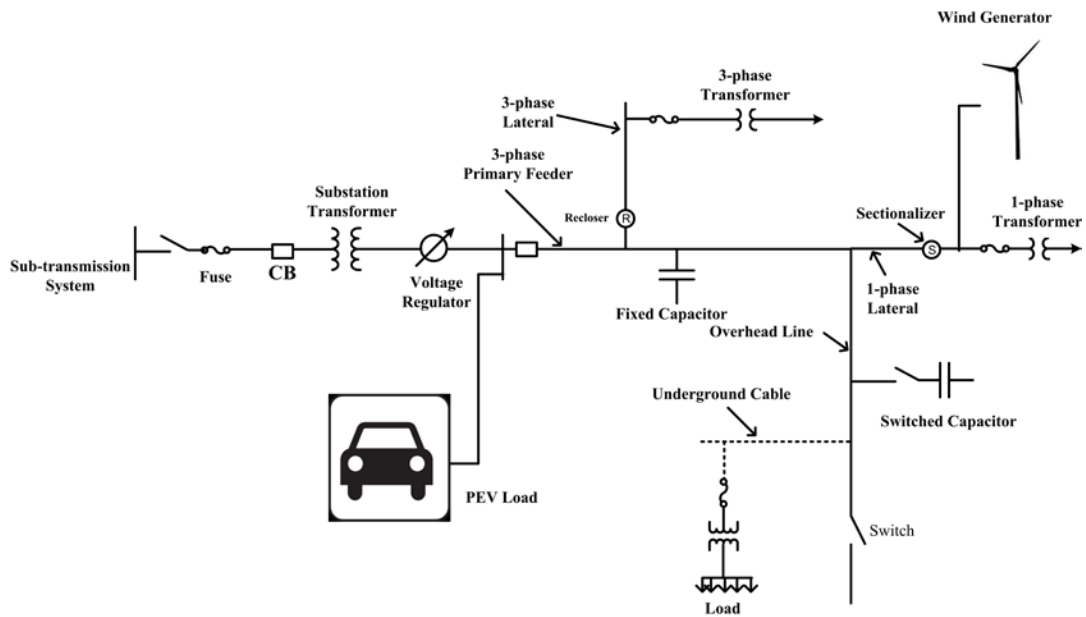 Wind Generator
3-phase
Transformer
3-phase
Lateral
3-phase
Primary Feeder
Substation
Transformer
Recloser
R
Sectionalizer
1-phase
Transformer
S
Sub-transmission
System
Fuse
CB
Voltage
Regulator
Fixed Capacitor
1-phase
Lateral
Overhead Line
Underground Cable
Switched Capacitor
PEV Load
Switch
Load